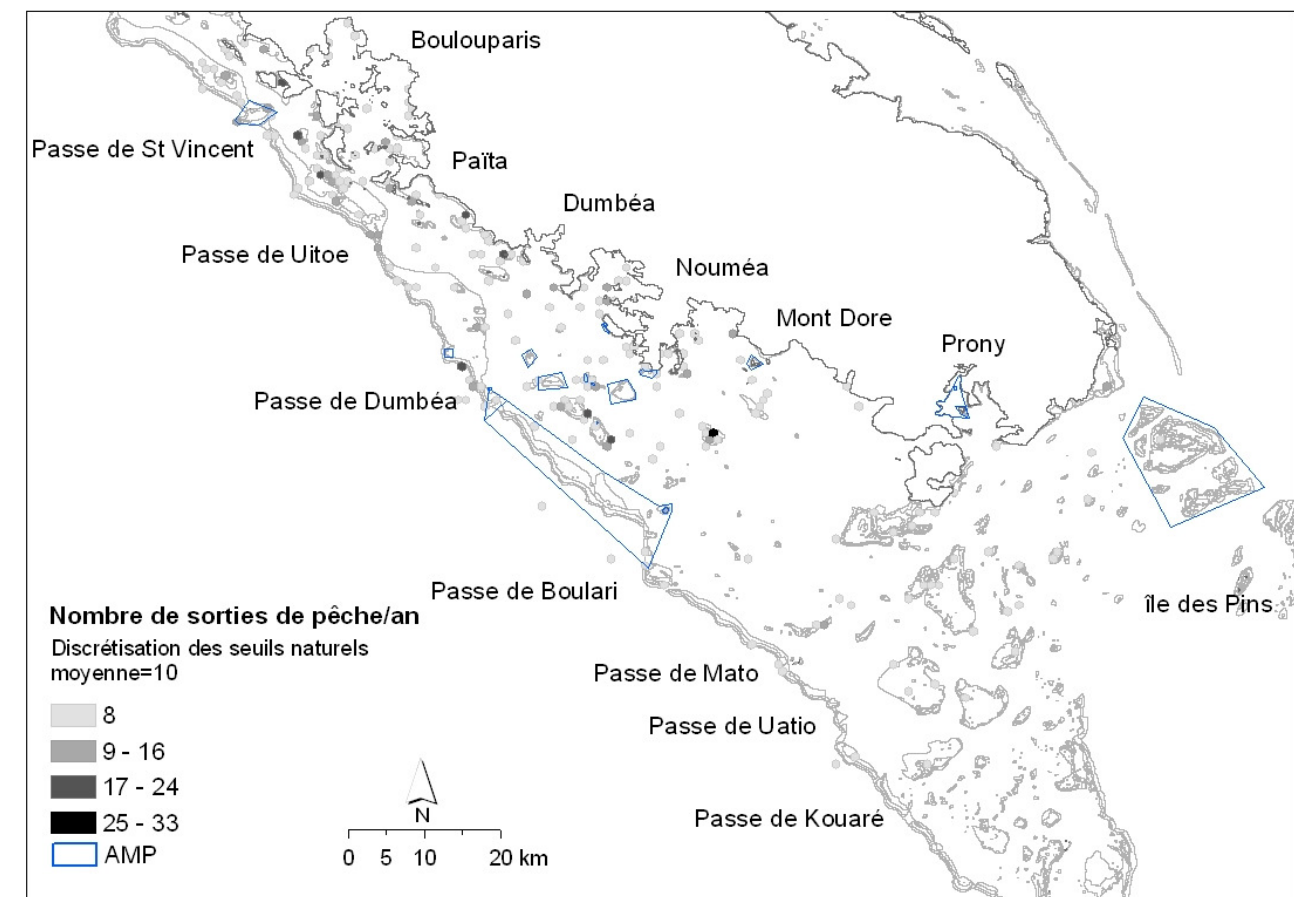 Boulouparis
Passe de St Vincent
Païta
Dumbéa
Passe de Uitoe
Nouméa
Mont Dore
Prony
Passe de Dumbéa
Passe de Boulari
île des Pins
Nombre de sorties de pêche/an
Discrétisation des seuils naturels
moyenne=10
8
9 - 16
17 - 24
25 - 33
AMP
N
0 5 10 20 km
Passe de Mato
Passe de Uatio
Passe de Kouaré